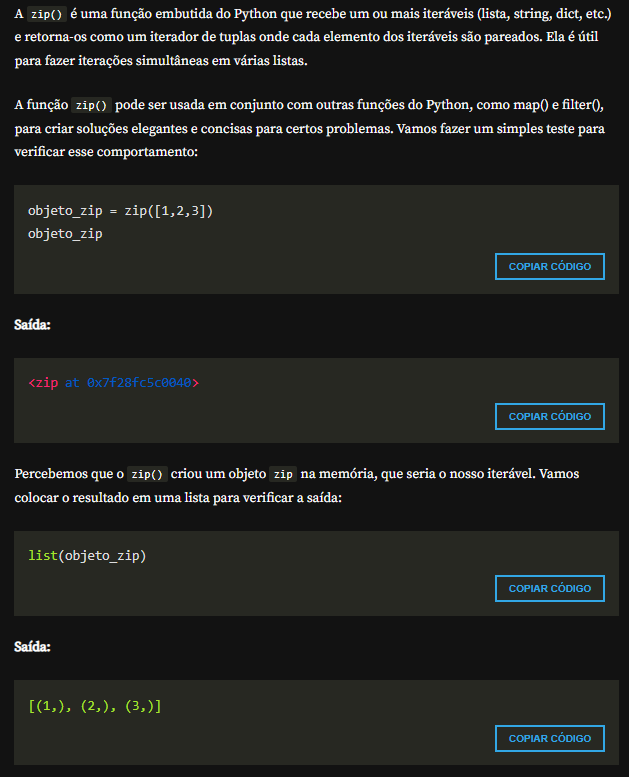 A zip() é uma função embutida do Python que recebe um ou mais iteráveis (lista, string, dict, etc.)
e retorna-os como um iterador de tuplas onde cada elemento dos iteráveis são pareados. Ela é útil
para fazer iterações simultâneas em várias listas.
A função zip() pode ser usada em conjunto com outras funções do Python, como map() e filter(),
para criar soluções elegantes e concisas para certos problemas. Vamos fazer um simples teste para
verificar esse comportamento:
objeto_zip = zip([1,2,3])
objeto_zip
COPIAR CÓDIGO
Saída:
<zip at 0x7f28fc5c0040>
COPIAR CÓDIGO
Percebemos que o zip() criou um objeto zip na memória, que seria o nosso iterável. Vamos
colocar o resultado em uma lista para verificar a saída:
list(objeto_zip)
COPIAR CÓDIGO
Saída:
[(1,), (2,), (3,)]
COPIAR CÓDIGO